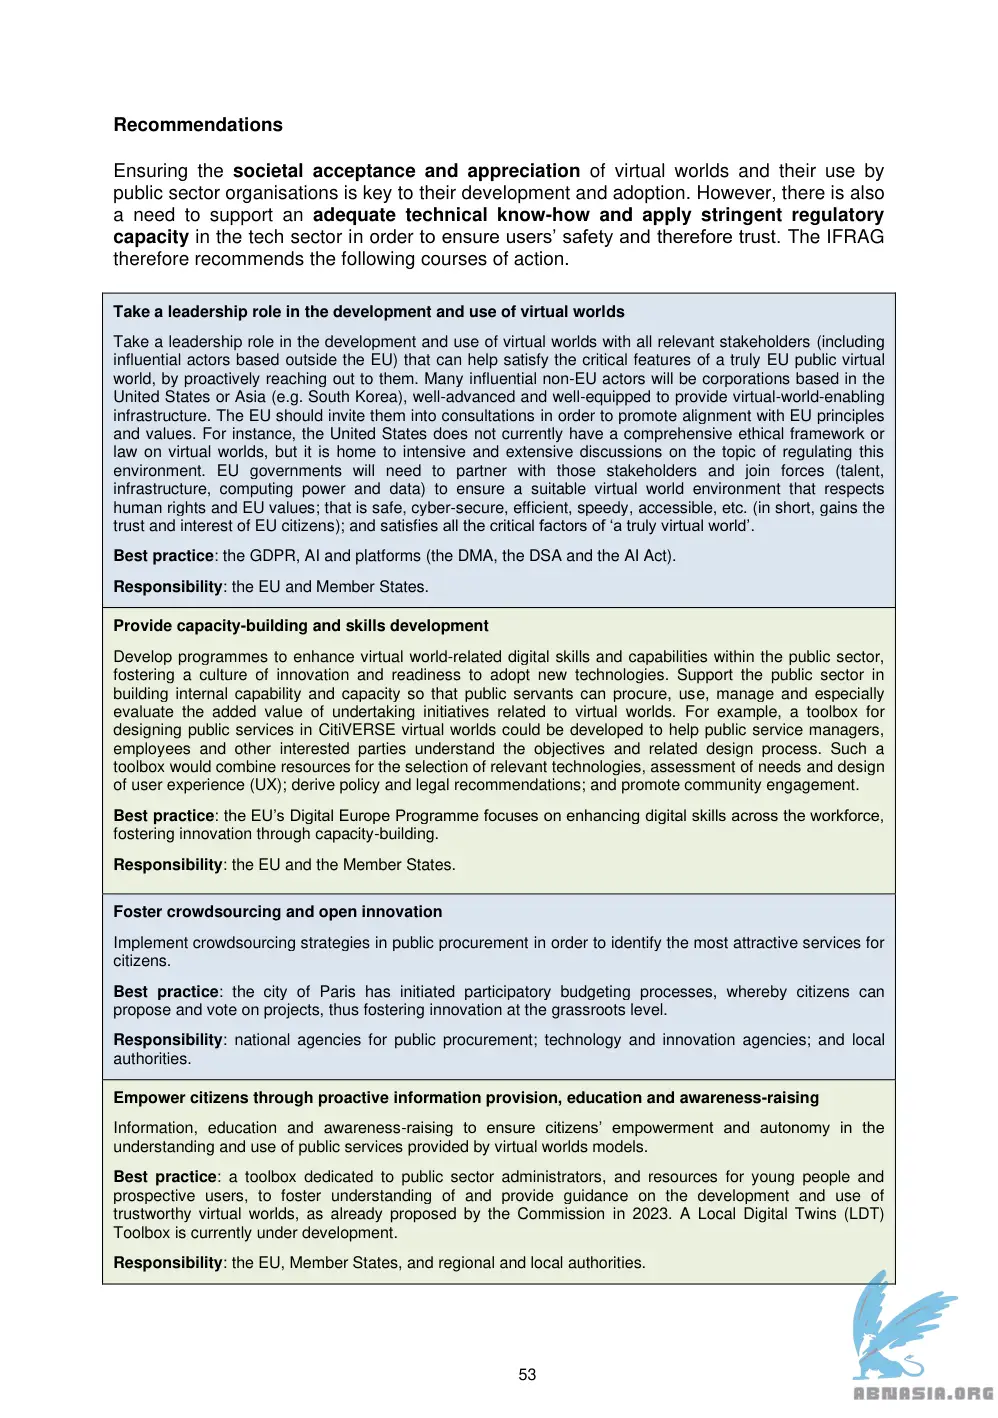 Recommendations
Ensuring the societal acceptance and appreciation of virtual worlds and their use by
public sector organisations is key to their development and adoption. However, there is also
a need to support an adequate technical know-how and apply stringent regulatory
capacity in the tech sector in order to ensure users’ safety and therefore trust. The IFRAG
therefore recommends the following courses of action.
Take a leadership role in the development and use of virtual worlds
Take a leadership role in the development and use of virtual worlds with all relevant stakeholders (including
influential actors based outside the EU) that can help satisfy the critical features of a truly EU public virtual
world, by proactively reaching out to them. Many influential non-EU actors will be corporations based in the
United States or Asia (e.g. South Korea), well-advanced and well-equipped to provide virtual-world-enabling
infrastructure. The EU should invite them into consultations in order to promote alignment with EU principles
and values. For instance, the United States does not currently have a comprehensive ethical framework or
law on virtual worlds, but it is home to intensive and extensive discussions on the topic of regulating this
environment. EU governments will need to partner with those stakeholders and join forces (talent,
infrastructure, computing power and data) to ensure a suitable virtual world environment that respects
human rights and EU values; that is safe, cyber-secure, efficient, speedy, accessible, etc. (in short, gains the
trust and interest of EU citizens); and satisfies all the critical factors of ‘a truly virtual world’.
Best practice: the GDPR, AI and platforms (the DMA, the DSA and the AI Act).
Responsibility: the EU and Member States.
Provide capacity-building and skills development
Develop programmes to enhance virtual world-related digital skills and capabilities within the public sector,
fostering a culture of innovation and readiness to adopt new technologies. Support the public sector in
building internal capability and capacity so that public servants can procure, use, manage and especially
evaluate the added value of undertaking initiatives related to virtual worlds. For example, a toolbox for
designing public services in CitiVERSE virtual worlds could be developed to help public service managers,
employees and other interested parties understand the objectives and related design process. Such a
toolbox would combine resources for the selection of relevant technologies, assessment of needs and design
of user experience (UX); derive policy and legal recommendations; and promote community engagement.
Best practice: the EU’s Digital Europe Programme focuses on enhancing digital skills across the workforce,
fostering innovation through capacity-building.
Responsibility: the EU and the Member States.
Foster crowdsourcing and open innovation
Implement crowdsourcing strategies in public procurement in order to identify the most attractive services for
citizens.
Best practice: the city of Paris has initiated participatory budgeting processes, whereby citizens can
propose and vote on projects, thus fostering innovation at the grassroots level.
Responsibility: national agencies for public procurement; technology and innovation agencies; and local
authorities.
Empower citizens through proactive information provision, education and awareness-raising
Information, education and awareness-raising to ensure citizens’ empowerment and autonomy in the
understanding and use of public services provided by virtual worlds models.
Best practice: a toolbox dedicated to public sector administrators, and resources for young people and
prospective users, to foster understanding of and provide guidance on the development and use of
trustworthy virtual worlds, as already proposed by the Commission in 2023. A Local Digital Twins (LDT)
Toolbox is currently under development.
Responsibility: the EU, Member States, and regional and local authorities.
53
ABNASIA.ORG